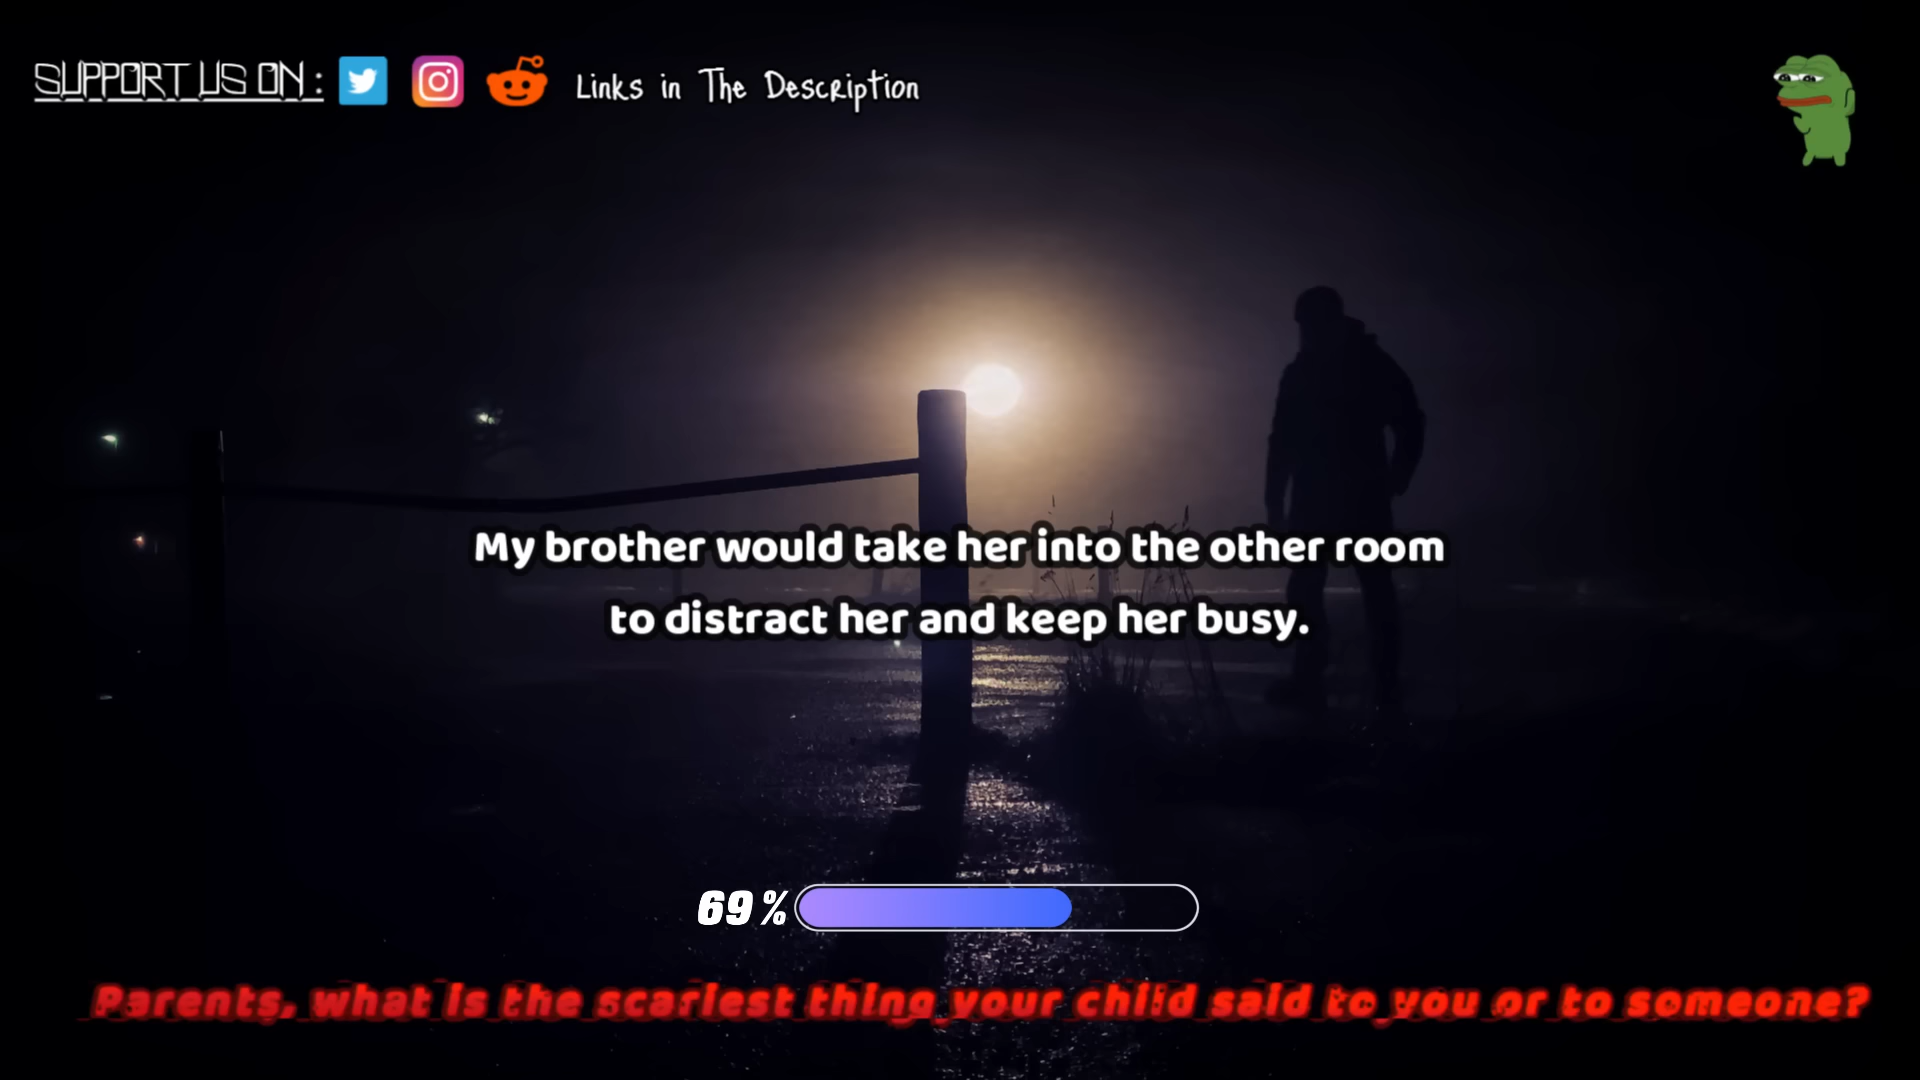 SUPPORT US ON : Links in The Description
My brother would take her into the other room
to distract her and keep her busy.
69%
Parents, what is the scariest thing your child said to you or to someone?